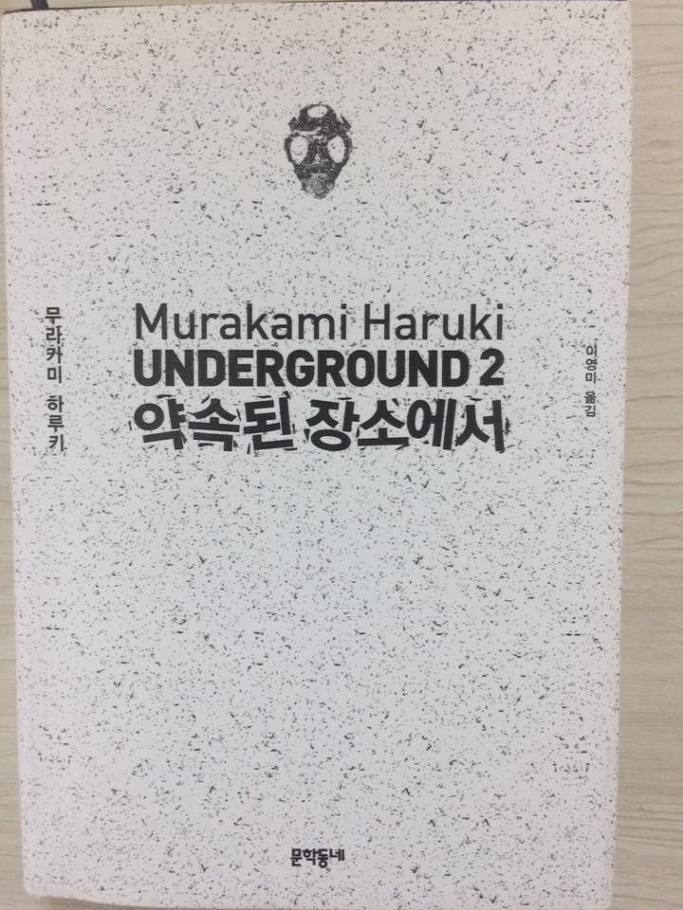 Murakami Haruki
UNDERGROUND 2
약속된 장소에서
무라카미 하루키
이영미 옮김
문학동네